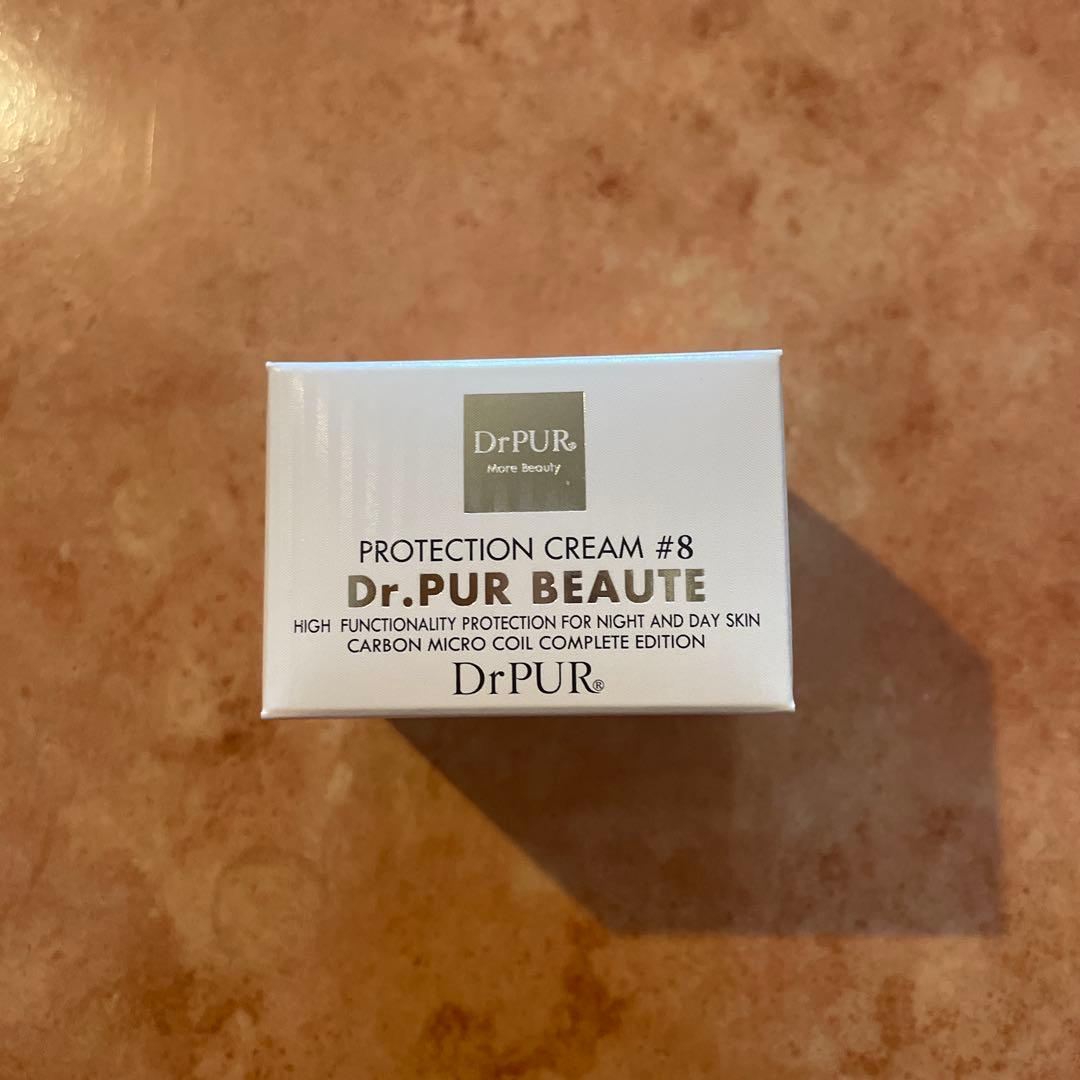 DrPUR®
More Beauty
PROTECTION CREAM #8
Dr.PUR BEAUTE
HIGH FUNCTIONALITY PROTECTION FOR NIGHT AND DAY SKIN
CARBON MICRO COIL COMPLETE EDITION
DrPUR®